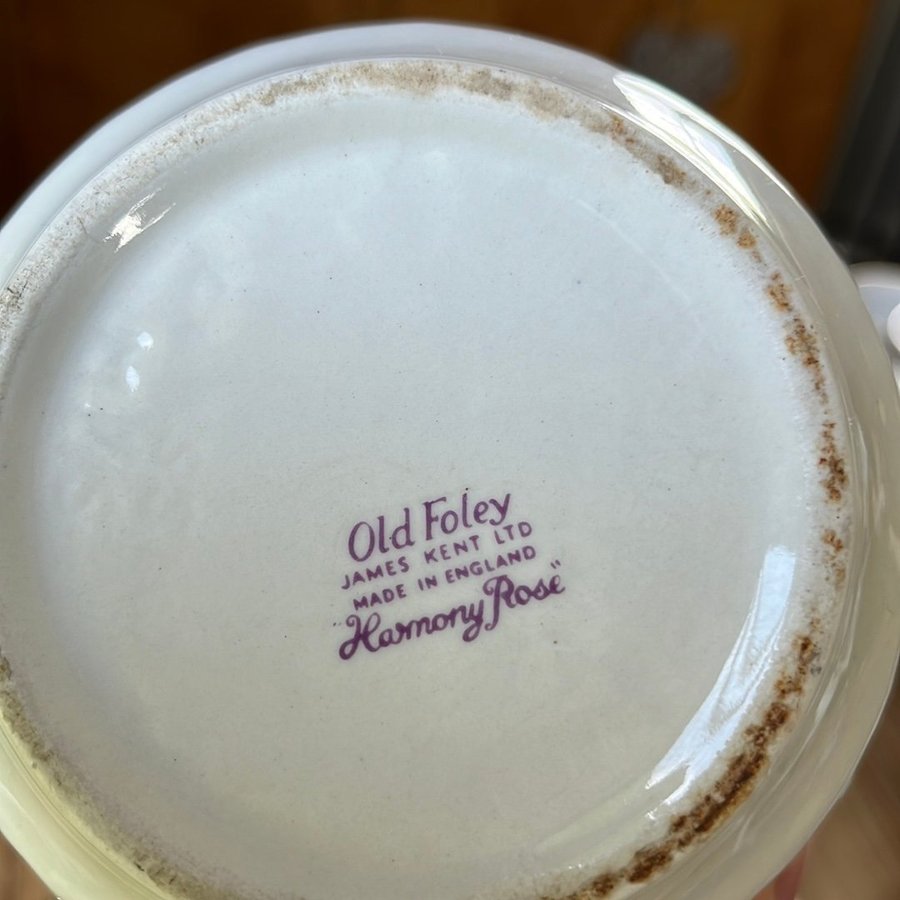 Old Foley
JAMES KENT LTD
MADE IN ENGLAND
"Harmony Rose"